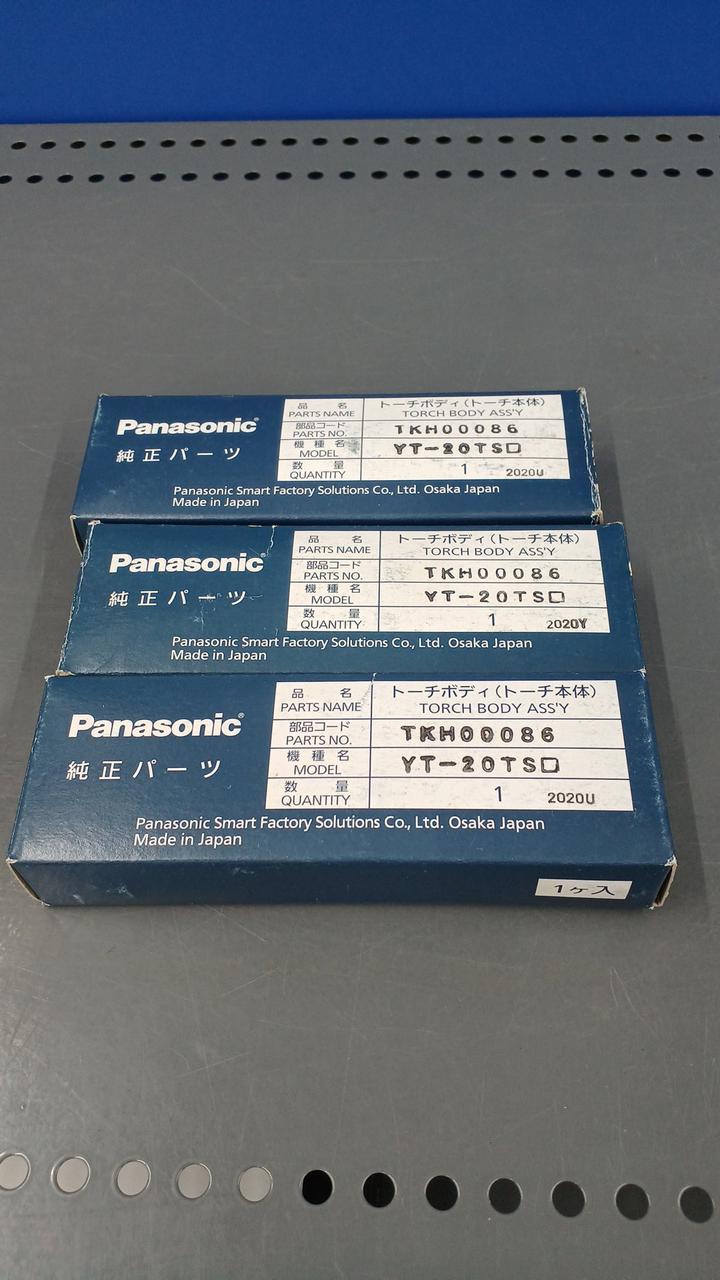 Panasonic®
純正パーツ
品 名 PARTS NAME トーチボディ(トーチ本体) TORCH BODY ASS'Y
部品コード PARTS NO. TKH00086
機種名 MODEL YT-20TS□
数量 QUANTITY 1 2020U
Panasonic Smart Factory Solutions Co., Ltd. Osaka Japan
Made in Japan
Panasonic®
純正パーツ
品 名 PARTS NAME トーチボディ(トーチ本体) TORCH BODY ASS'Y
部品コード PARTS NO. TKH00086
機種名 MODEL YT-20TS□
数量 QUANTITY 1 2020Y
Panasonic Smart Factory Solutions Co., Ltd. Osaka Japan
Made in Japan
Panasonic®
純正パーツ
品 名 PARTS NAME トーチボディ(トーチ本体) TORCH BODY ASS'Y
部品コード PARTS NO. TKH00086
機種名 MODEL YT-20TS□
数量 QUANTITY 1 2020U
Panasonic Smart Factory Solutions Co., Ltd. Osaka Japan
Made in Japan
1ヶ入